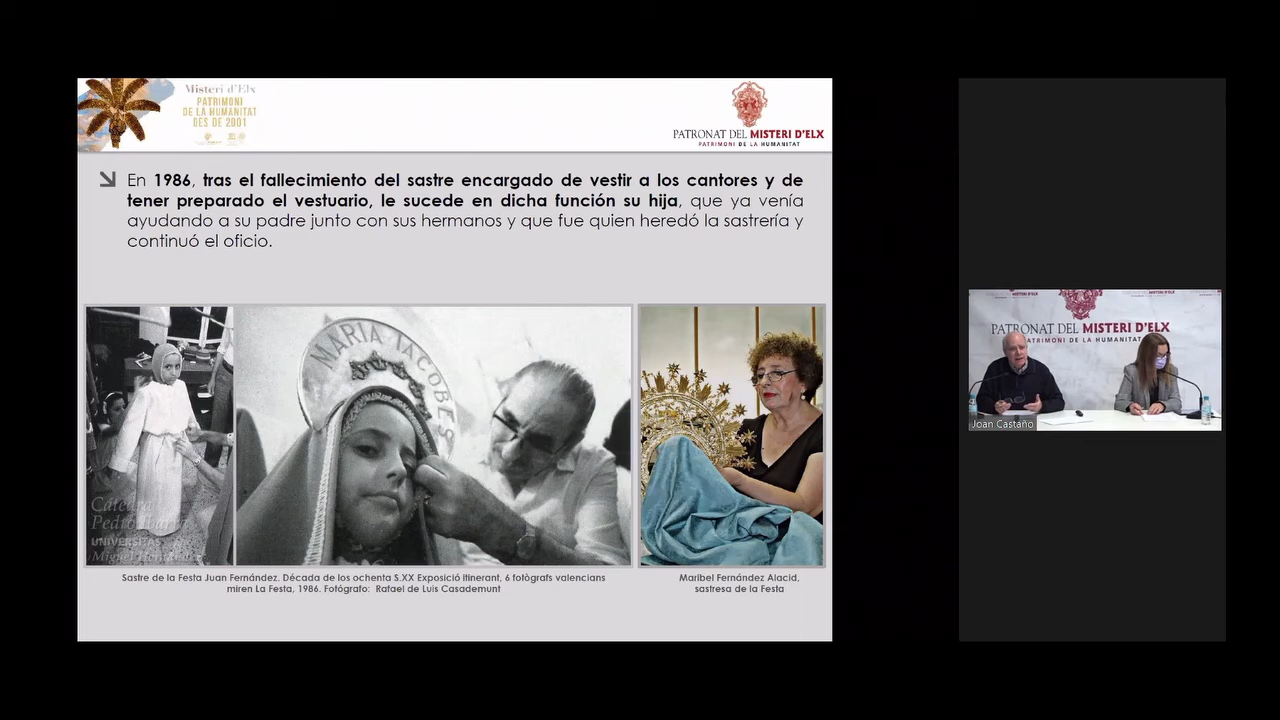 Misteri d'Elx
PATRIMONI
DE LA HUMANITAT
DES DE 2001
PATRONAT DEL MISTERI D'ELX
PATRIMONI DE LA HUMANITAT
En 1986, tras el fallecimiento del sastre encargado de vestir a los cantores y de
tener preparado el vestuario, le sucede en dicha función su hija, que ya venía
ayudando a su padre junto con sus hermanos y que fue quien heredó la sastrería y
continuó el oficio.
MARIA IACOBES
Càtedra
Pedro Ibarra
UNIVERSITAS
Miguel Hernández
Sastre de la Festa Juan Fernández. Década de los ochenta S.XX Exposició itinerant, 6 fotògrafs valencians
miren La Festa, 1986. Fotógrafo: Rafael de Luis Casademunt
Maribel Fernández Alacid,
sastresa de la Festa
PATRONAT DEL MISTERI D'ELX
PATRIMONI DE LA HUMANITAT
Joan Castaño